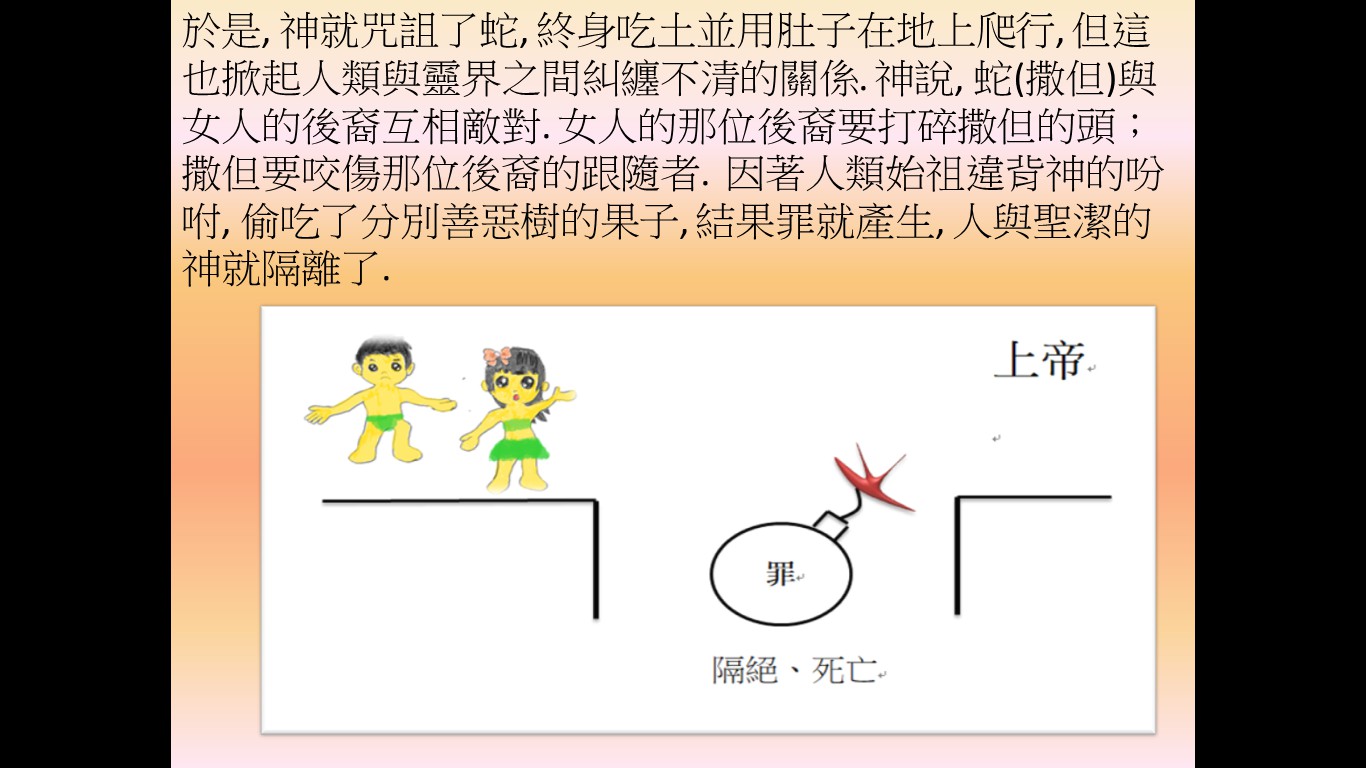 於是, 神就咒詛了蛇, 終身吃土並用肚子在地上爬行, 但這
也掀起人類與靈界之間糾纏不清的關係. 神說, 蛇(撒但)與
女人的後裔互相敵對. 女人的那位後裔要打碎撒但的頭；
撒但要咬傷那位後裔的跟隨者. 因著人類始祖違背神的吩
咐, 偷吃了分別善惡樹的果子, 結果罪就產生, 人與聖潔的
神就隔離了.
上帝
罪
隔絕、死亡